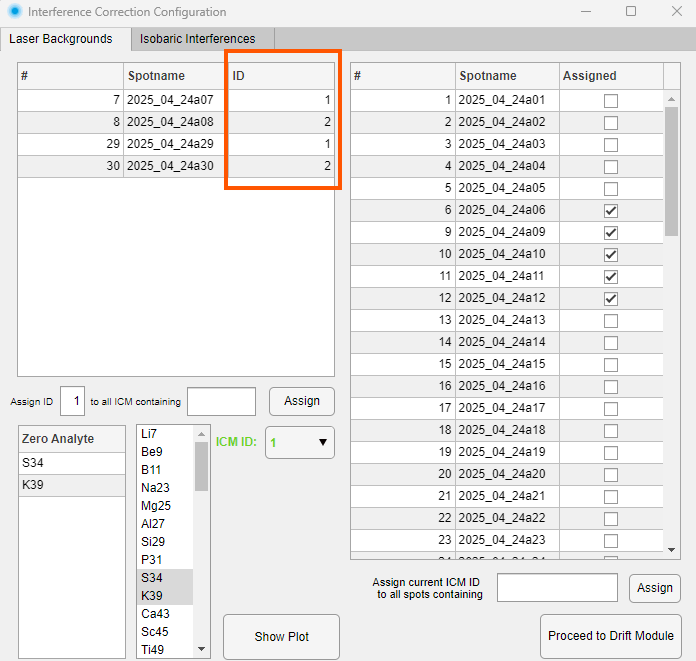 Interference Correction Configuration
Laser Backgrounds Isobaric Interferences
# Spotname ID
7 2025_04_24a07 1
8 2025_04_24a08 2
29 2025_04_24a29 1
30 2025_04_24a30 2
Assign ID 1 to all ICM containing Assign
Zero Analyte
S34
K39
Li7
Be9
B11
Na23
Mg25
Al27
Si29
P31
S34
K39
Ca43
Sc45
Ti49
ICM ID: 1
Show Plot
# Spotname Assigned
1 2025_04_24a01
2 2025_04_24a02
3 2025_04_24a03
4 2025_04_24a04
5 2025_04_24a05
6 2025_04_24a06
9 2025_04_24a09
10 2025_04_24a10
11 2025_04_24a11
12 2025_04_24a12
13 2025_04_24a13
14 2025_04_24a14
15 2025_04_24a15
16 2025_04_24a16
17 2025_04_24a17
18 2025_04_24a18
19 2025_04_24a19
20 2025_04_24a20
21 2025_04_24a21
22 2025_04_24a22
23 2025_04_24a23
Assign current ICM ID
to all spots containing
Assign
Proceed to Drift Module